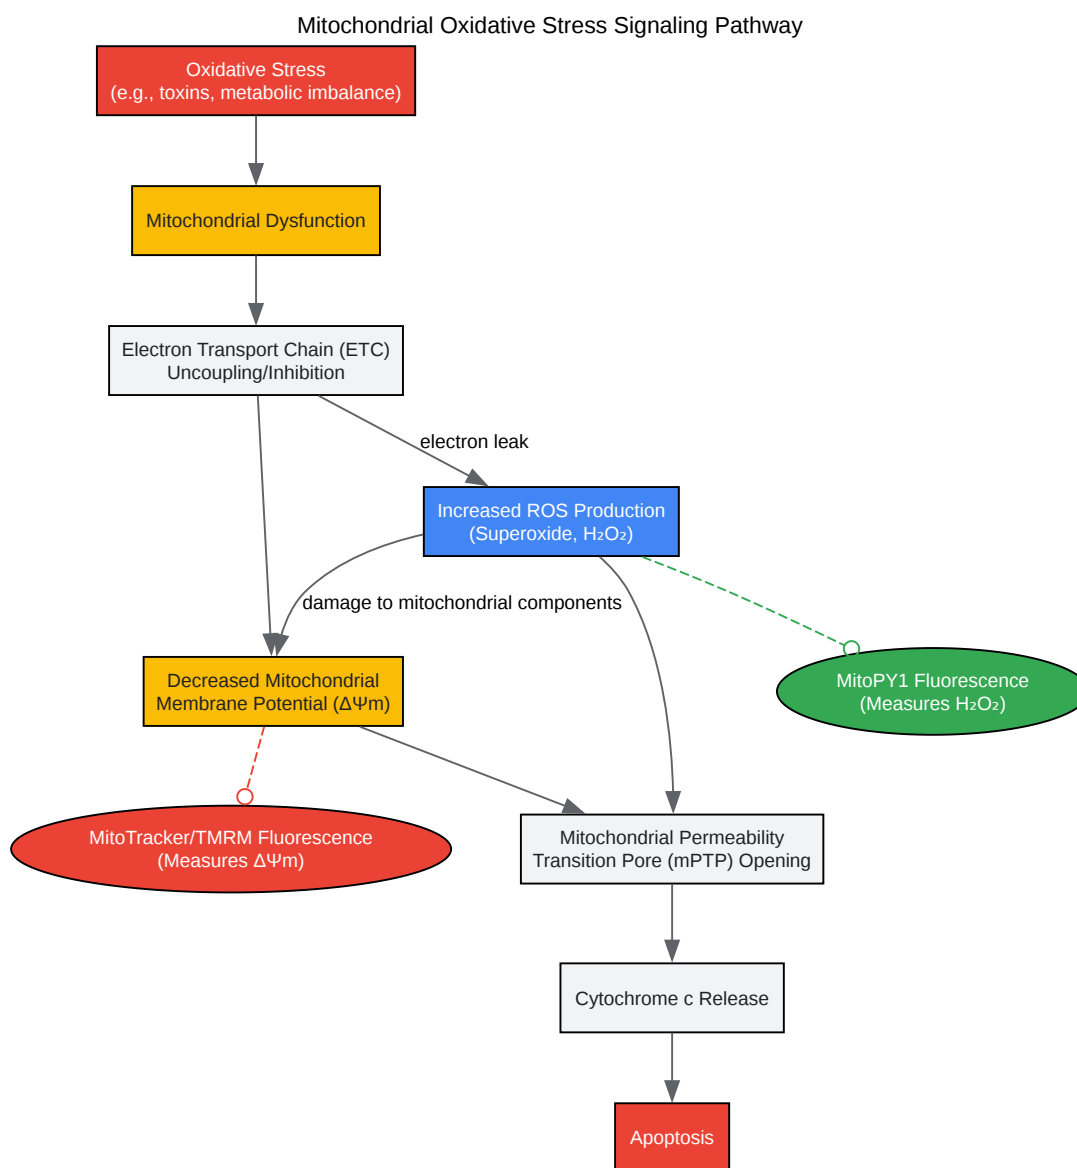 Mitochondrial Oxidative Stress Signaling Pathway
Oxidative Stress
(e.g., toxins, metabolic imbalance)
Mitochondrial Dysfunction
Electron Transport Chain (ETC)
Uncoupling/Inhibition
electron leak
Increased ROS Production
(Superoxide, H₂O₂)
damage to mitochondrial components
Decreased Mitochondrial
Membrane Potential (ΔΨm)
MitoPY1 Fluorescence
(Measures H₂O₂)
MitoTracker/TMRM Fluorescence
(Measures ΔΨm)
Mitochondrial Permeability
Transition Pore (mPTP) Opening
Cytochrome c Release
Apoptosis